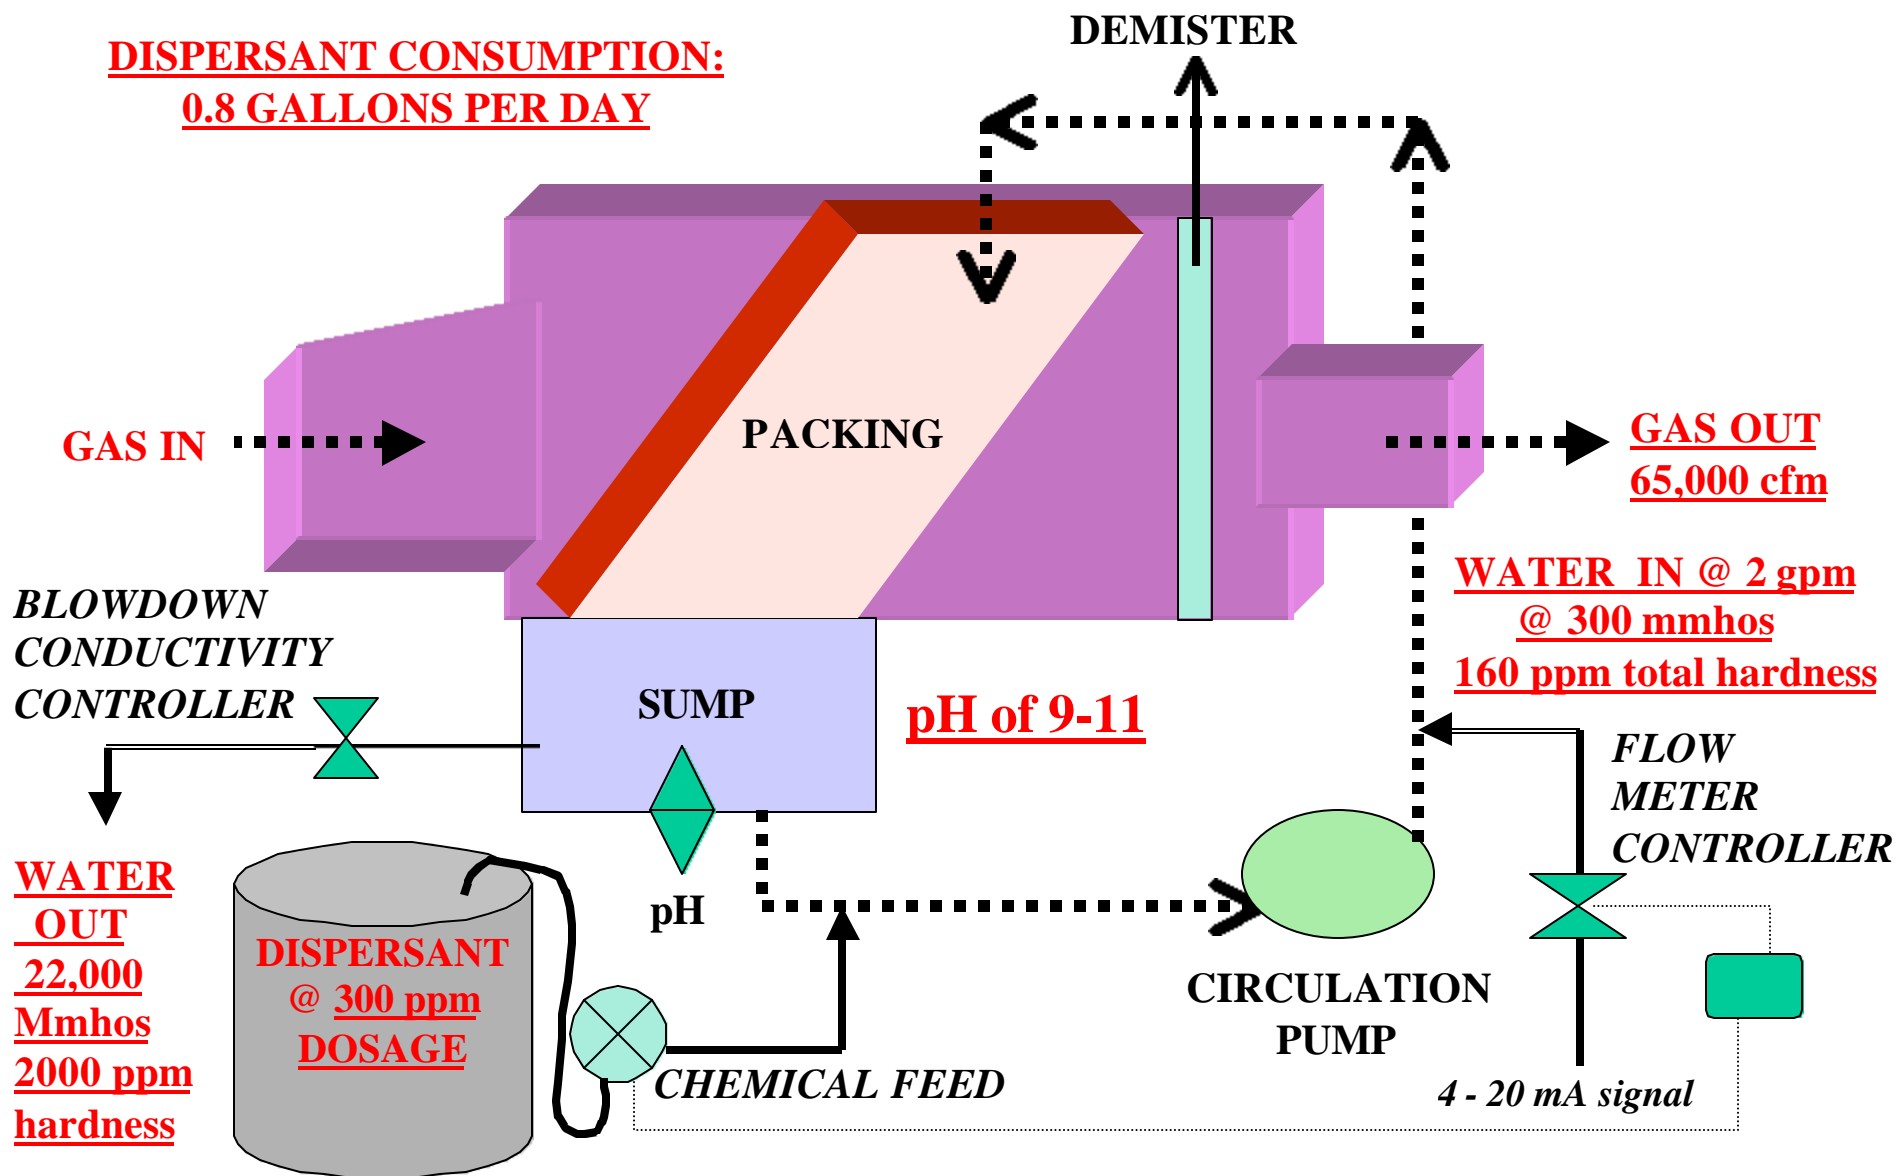 DISPERSANT CONSUMPTION:
0.8 GALLONS PER DAY
DEMISTER
GAS IN
PACKING
GAS OUT
65,000 cfm
WATER IN @ 2 gpm
@ 300 mmhos
160 ppm total hardness
BLOWDOWN
CONDUCTIVITY
CONTROLLER
SUMP
pH of 9-11
pH
FLOW
METER
CONTROLLER
WATER
OUT
22,000
Mmhos
2000 ppm
hardness
DISPERSANT
@ 300 ppm
DOSAGE
CHEMICAL FEED
CIRCULATION
PUMP
4 - 20 mA signal